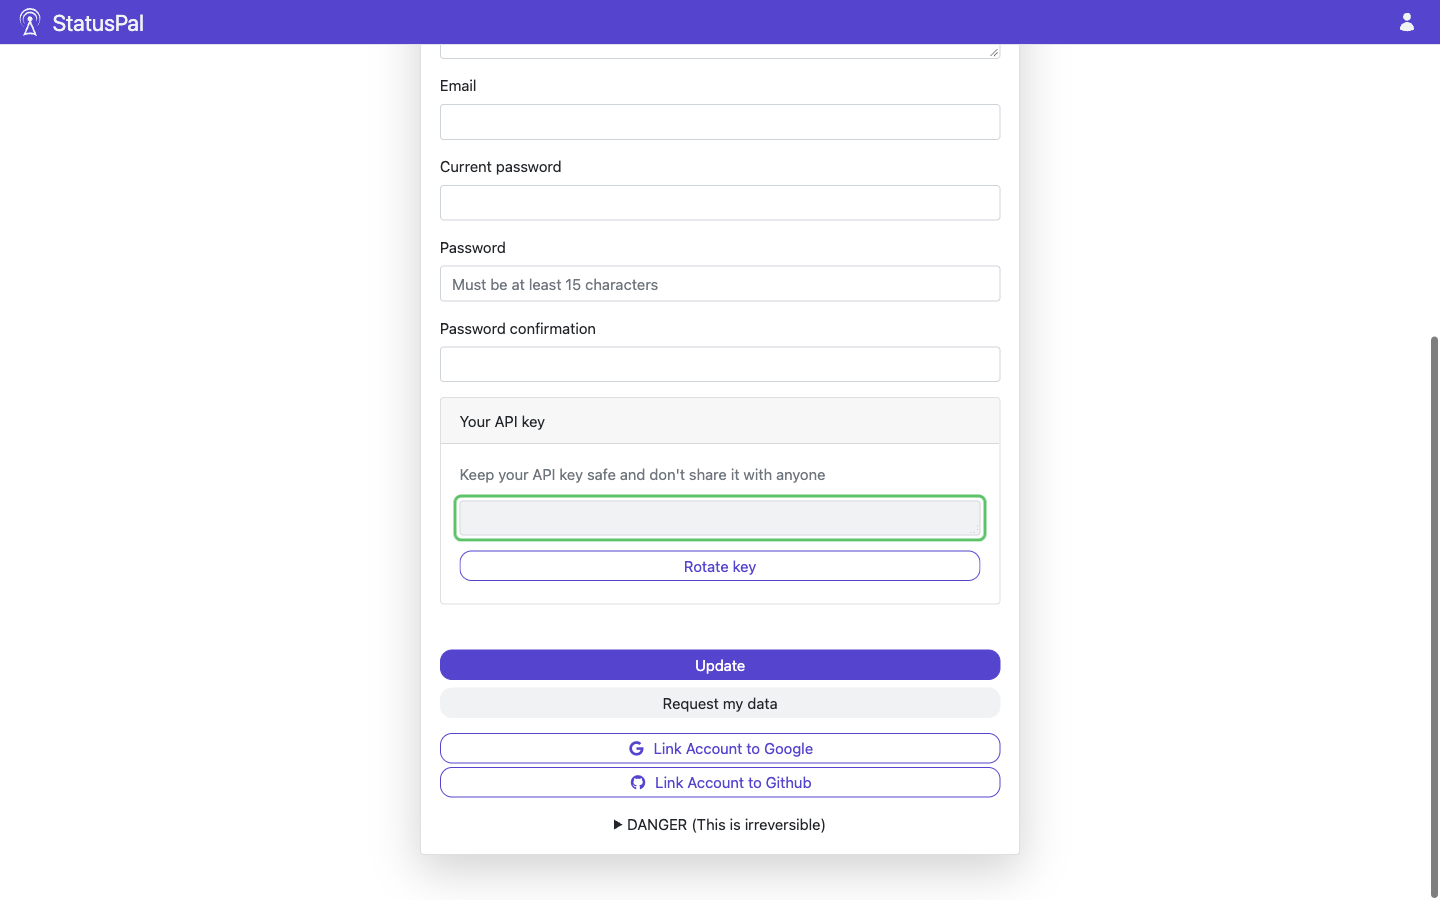 StatusPal
Email
Current password
Password
Must be at least 15 characters
Password confirmation
Your API key
Keep your API key safe and don't share it with anyone
Rotate key
Update
Request my data
Link Account to Google
Link Account to Github
DANGER (This is irreversible)